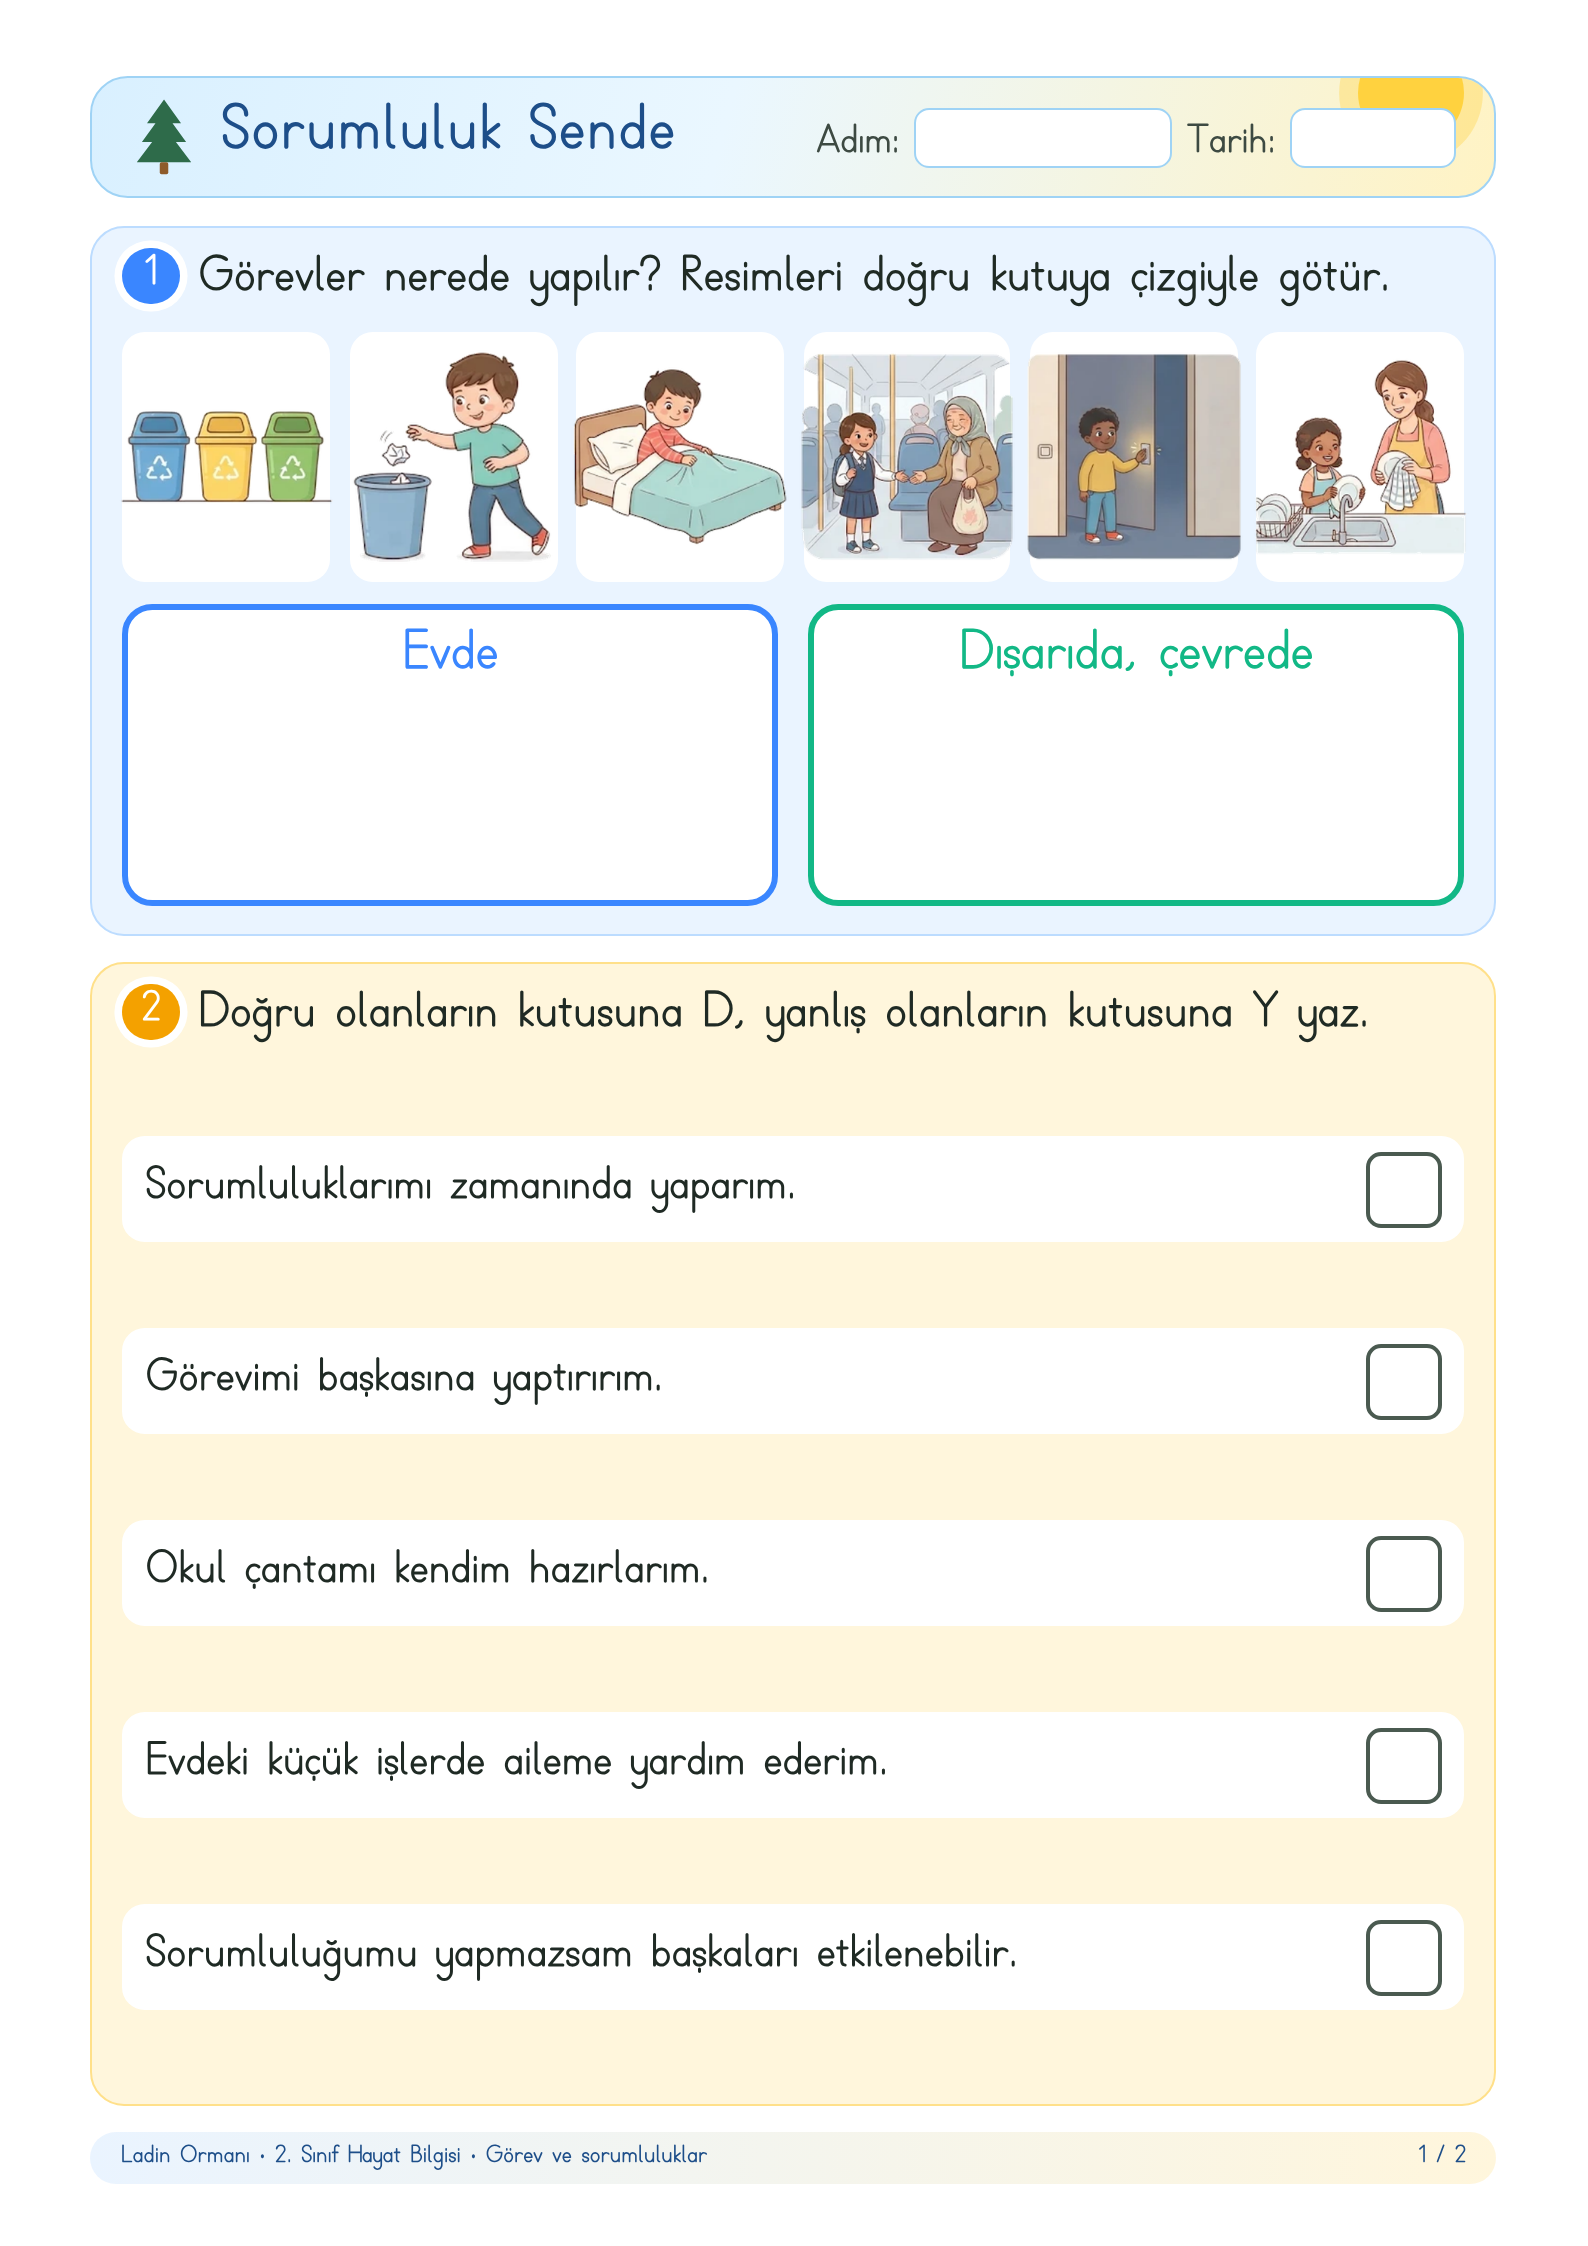 Sorumluluk Sende
Adım:
Tarih:
1
Görevler nerede yapılır? Resimleri doğru kutuya çizgiyle götür.
Evde
Dışarıda, çevrede
2
Doğru olanların kutusuna D, yanlış olanların kutusuna Y yaz.
Sorumluluklarımı zamanında yaparım.
Görevimi başkasına yaptırırım.
Okul çantamı kendim hazırlarım.
Evdeki küçük işlerde aileme yardım ederim.
Sorumluluğumu yapmazsam başkaları etkilenebilir.
Ladin Ormanı • 2. Sınıf Hayat Bilgisi • Görev ve sorumluluklar
1 / 2